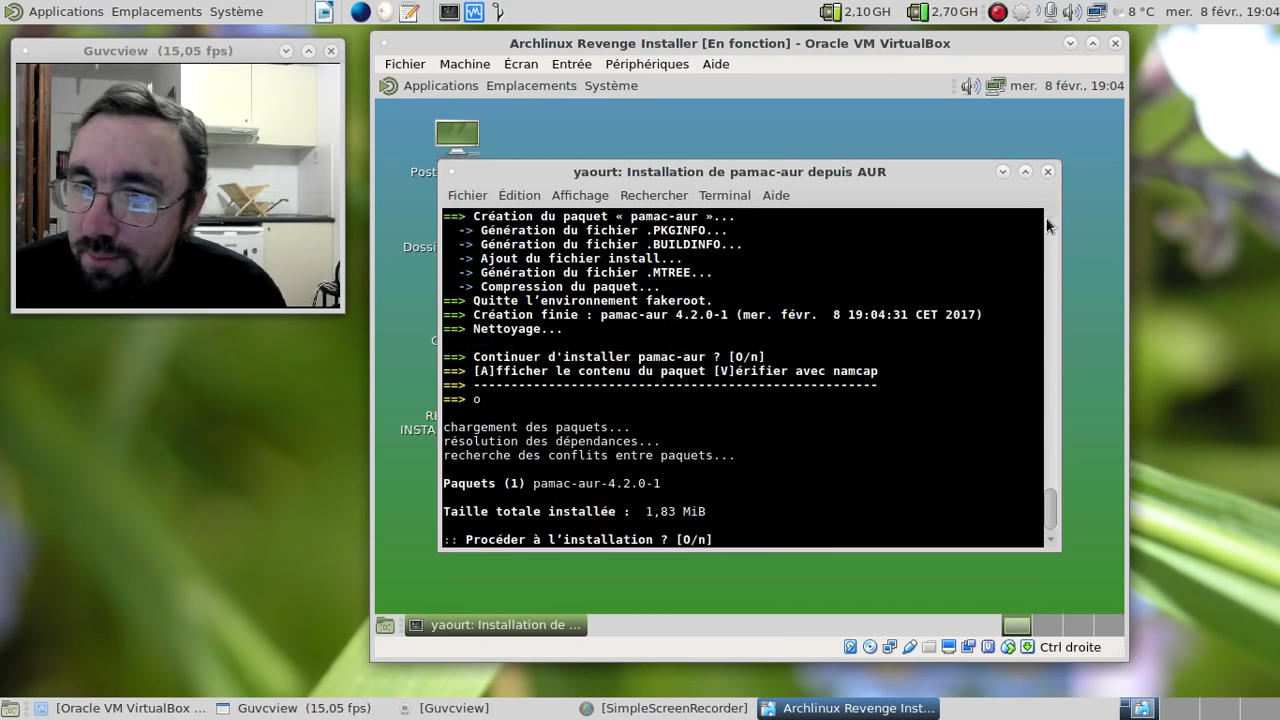 Applications Emplacements Système
2,10 GH 2,70 GH 8 °C mer. 8 févr., 19:04
Guvcview (15,05 fps)
Archlinux Revenge Installer [En fonction] - Oracle VM VirtualBox
Fichier Machine Écran Entrée Périphériques Aide
Applications Emplacements Système mer. 8 févr., 19:04
Post
yaourt: Installation de pamac-aur depuis AUR
Fichier Édition Affichage Rechercher Terminal Aide
==> Création du paquet « pamac-aur »...
-> Génération du fichier .PKGINFO...
-> Génération du fichier .BUILDINFO...
Dossi
-> Ajout du fichier install...
-> Génération du fichier .MTREE...
-> Compression du paquet...
==> Quitte l’environnement fakeroot.
==> Création finie : pamac-aur 4.2.0-1 (mer. févr.  8 19:04:31 CET 2017)
==> Nettoyage...
==> Continuer d'installer pamac-aur ? [O/n]
==> [A]fficher le contenu du paquet [V]érifier avec namcap
==> ------------------------------------------------------
==> o
RE
INSTA
chargement des paquets...
résolution des dépendances...
recherche des conflits entre paquets...
Paquets (1) pamac-aur-4.2.0-1
Taille totale installée :  1,83 MiB
:: Procéder à l’installation ? [O/n]
yaourt: Installation de ...
Ctrl droite
[Oracle VM VirtualBox ... Guvcview (15,05 fps) [Guvcview] [SimpleScreenRecorder] Archlinux Revenge Inst...